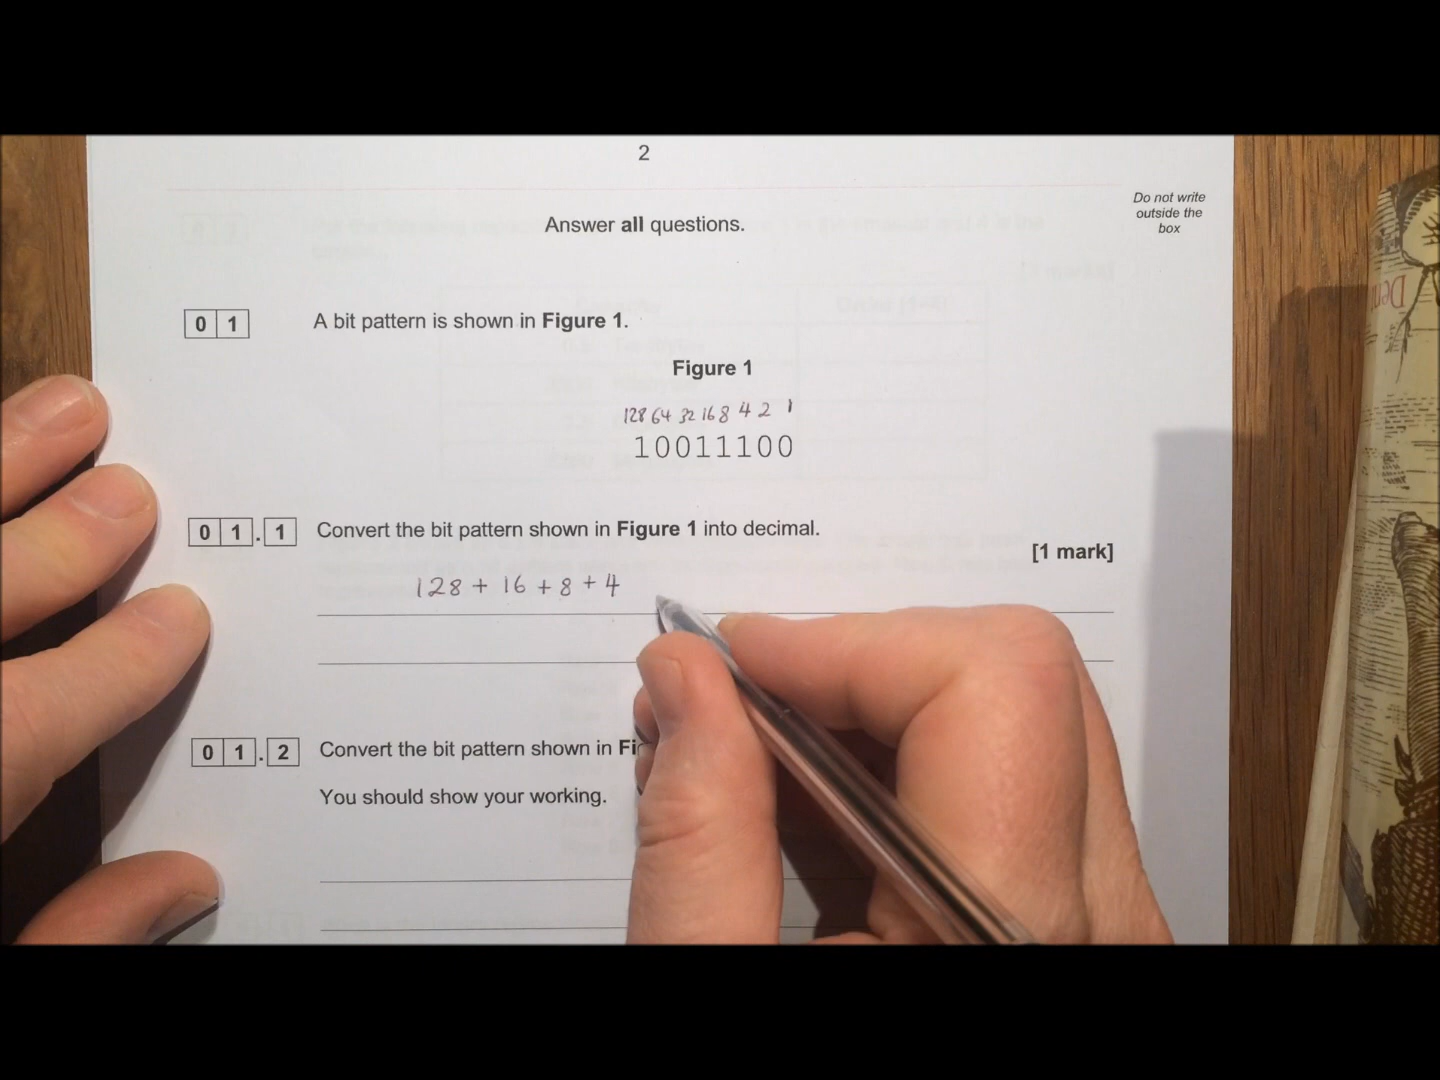 2
Do not write
outside the
box
Answer all questions.
0 1 A bit pattern is shown in Figure 1.
Figure 1
128 64 32 16 8 4 2 1
10011100
0 1 . 1 Convert the bit pattern shown in Figure 1 into decimal.
[1 mark]
128 + 16 + 8 + 4
0 1 . 2 Convert the bit pattern shown in
You should show your working.